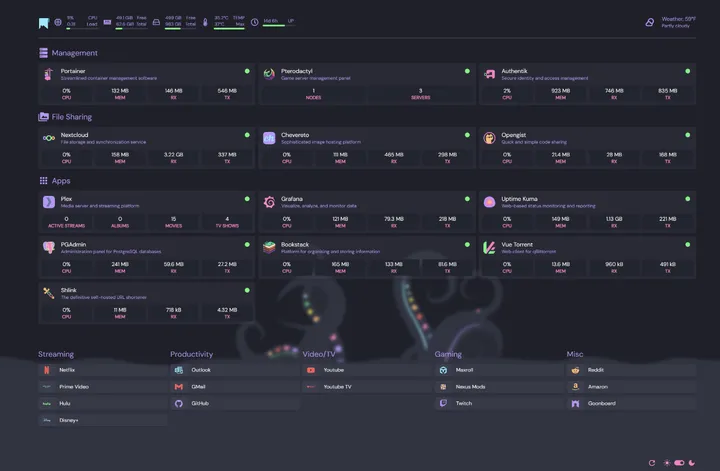 15% CPU
0.31 Load
49.1 GiB Free
62.6 GiB Total
499 GB Free
983 GB Total
35.2°C TEMP
37°C Max
19d 6h UP
Weather, 59°F
Partly cloudy
Management
Portainer
Streamlined container management software
0% CPU
132 MB MEM
146 MB RX
548 MB TX
Pterodactyl
Game server management panel
1 NODES
3 SERVERS
Authentik
Secure identity and access management
2% CPU
923 MB MEM
746 MB RX
835 MB TX
File Sharing
Nextcloud
File storage and synchronisation service
0% CPU
158 MB MEM
3.22 GB RX
337 MB TX
Chevereto
Sophisticated image hosting platform
0% CPU
111 MB MEM
465 MB RX
298 MB TX
Opengist
Quick and simple code sharing
0% CPU
21.4 MB MEM
28 MB RX
168 MB TX
Apps
Plex
Media server and streaming platform
0 ACTIVE STREAMS
0 ALBUMS
15 MOVIES
4 TV SHOWS
Grafana
Visualize, analyze, and monitor data
0% CPU
121 MB MEM
79.3 MB RX
218 MB TX
Uptime Kuma
Web-based status monitoring and reporting
0% CPU
149 MB MEM
1.13 GB RX
221 MB TX
PGAdmin
Administration panel for PostgreSQL databases
0% CPU
241 MB MEM
59.6 MB RX
27.2 MB TX
Bookstack
Platform for organising and storing information
0% CPU
165 MB MEM
133 MB RX
81.6 MB TX
Vue Torrent
Web client for qBittorrent
0% CPU
13.6 MB MEM
960 kB RX
491 kB TX
Shlink
The definitive self-hosted URL shortener
0% CPU
11 MB MEM
718 kB RX
4.32 MB TX
Streaming
Netflix
Prime Video
Hulu
Disney+
Productivity
Outlook
GMail
GitHub
Video/TV
Youtube
Youtube TV
Gaming
Maxroll
Nexus Mods
Twitch
Misc
Reddit
Amazon
Goonboard